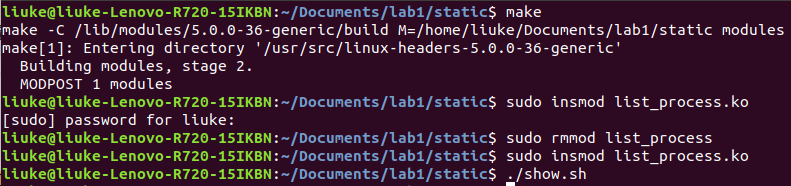 liuke@liuke-Lenovo-R720-15IKBN:~/Documents/lab1/static$ make
make -C /lib/modules/5.0.0-36-generic/build M=/home/liuke/Documents/lab1/static modules
make[1]: Entering directory '/usr/src/linux-headers-5.0.0-36-generic'
  Building modules, stage 2.
  MODPOST 1 modules
liuke@liuke-Lenovo-R720-15IKBN:~/Documents/lab1/static$ sudo insmod list_process.ko
[sudo] password for liuke:
liuke@liuke-Lenovo-R720-15IKBN:~/Documents/lab1/static$ sudo rmmod list_process
liuke@liuke-Lenovo-R720-15IKBN:~/Documents/lab1/static$ sudo insmod list_process.ko
liuke@liuke-Lenovo-R720-15IKBN:~/Documents/lab1/static$ ./show.sh